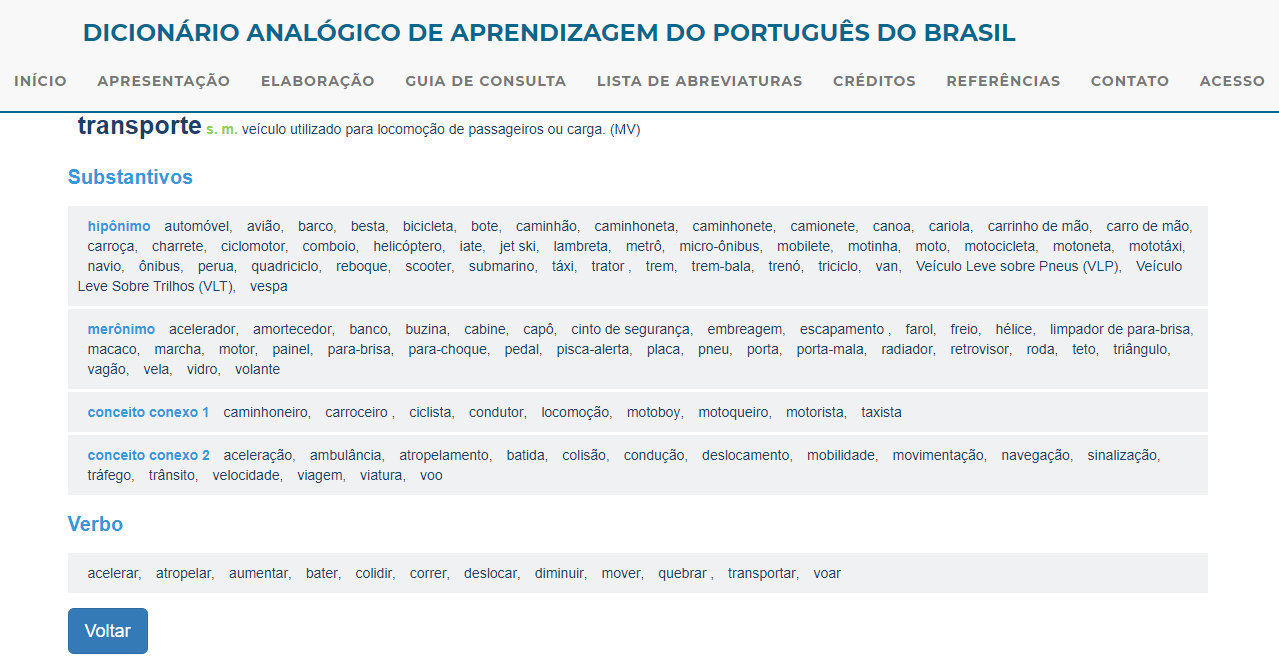 DICIONÁRIO ANALÓGICO DE APRENDIZAGEM DO PORTUGUÊS DO BRASIL
INÍCIO APRESENTAÇÃO ELABORAÇÃO GUIA DE CONSULTA LISTA DE ABREVIATURAS CRÉDITOS REFERÊNCIAS CONTATO ACESSO
transporte s. m. veículo utilizado para locomoção de passageiros ou carga. (MV)
Substantivos
hipônimo automóvel, avião, barco, besta, bicicleta, bote, caminhão, caminhoneta, caminhonete, camionete, canoa, cariola, carrinho de mão, carro de mão,
carroça, charrete, ciclomotor, comboio, helicóptero, iate, jet ski, lambreta, metrô, micro-ônibus, mobilete, motinha, moto, motocicleta, motoneta, mototáxi,
navio, ônibus, perua, quadriciclo, reboque, scooter, submarino, táxi, trator , trem, trem-bala, trenó, triciclo, van, Veículo Leve sobre Pneus (VLP), Veículo
Leve Sobre Trilhos (VLT), vespa
merônimo acelerador, amortecedor, banco, buzina, cabine, capô, cinto de segurança, embreagem, escapamento , farol, freio, hélice, limpador de para-brisa,
macaco, marcha, motor, painel, para-brisa, para-choque, pedal, pisca-alerta, placa, pneu, porta, porta-mala, radiador, retrovisor, roda, teto, triângulo,
vagão, vela, vidro, volante
conceito conexo 1 caminhoneiro, carroceiro , ciclista, condutor, locomoção, motoboy, motoqueiro, motorista, taxista
conceito conexo 2 aceleração, ambulância, atropelamento, batida, colisão, condução, deslocamento, mobilidade, movimentação, navegação, sinalização,
tráfego, trânsito, velocidade, viagem, viatura, voo
Verbo
acelerar, atropelar, aumentar, bater, colidir, correr, deslocar, diminuir, mover, quebrar , transportar, voar
Voltar